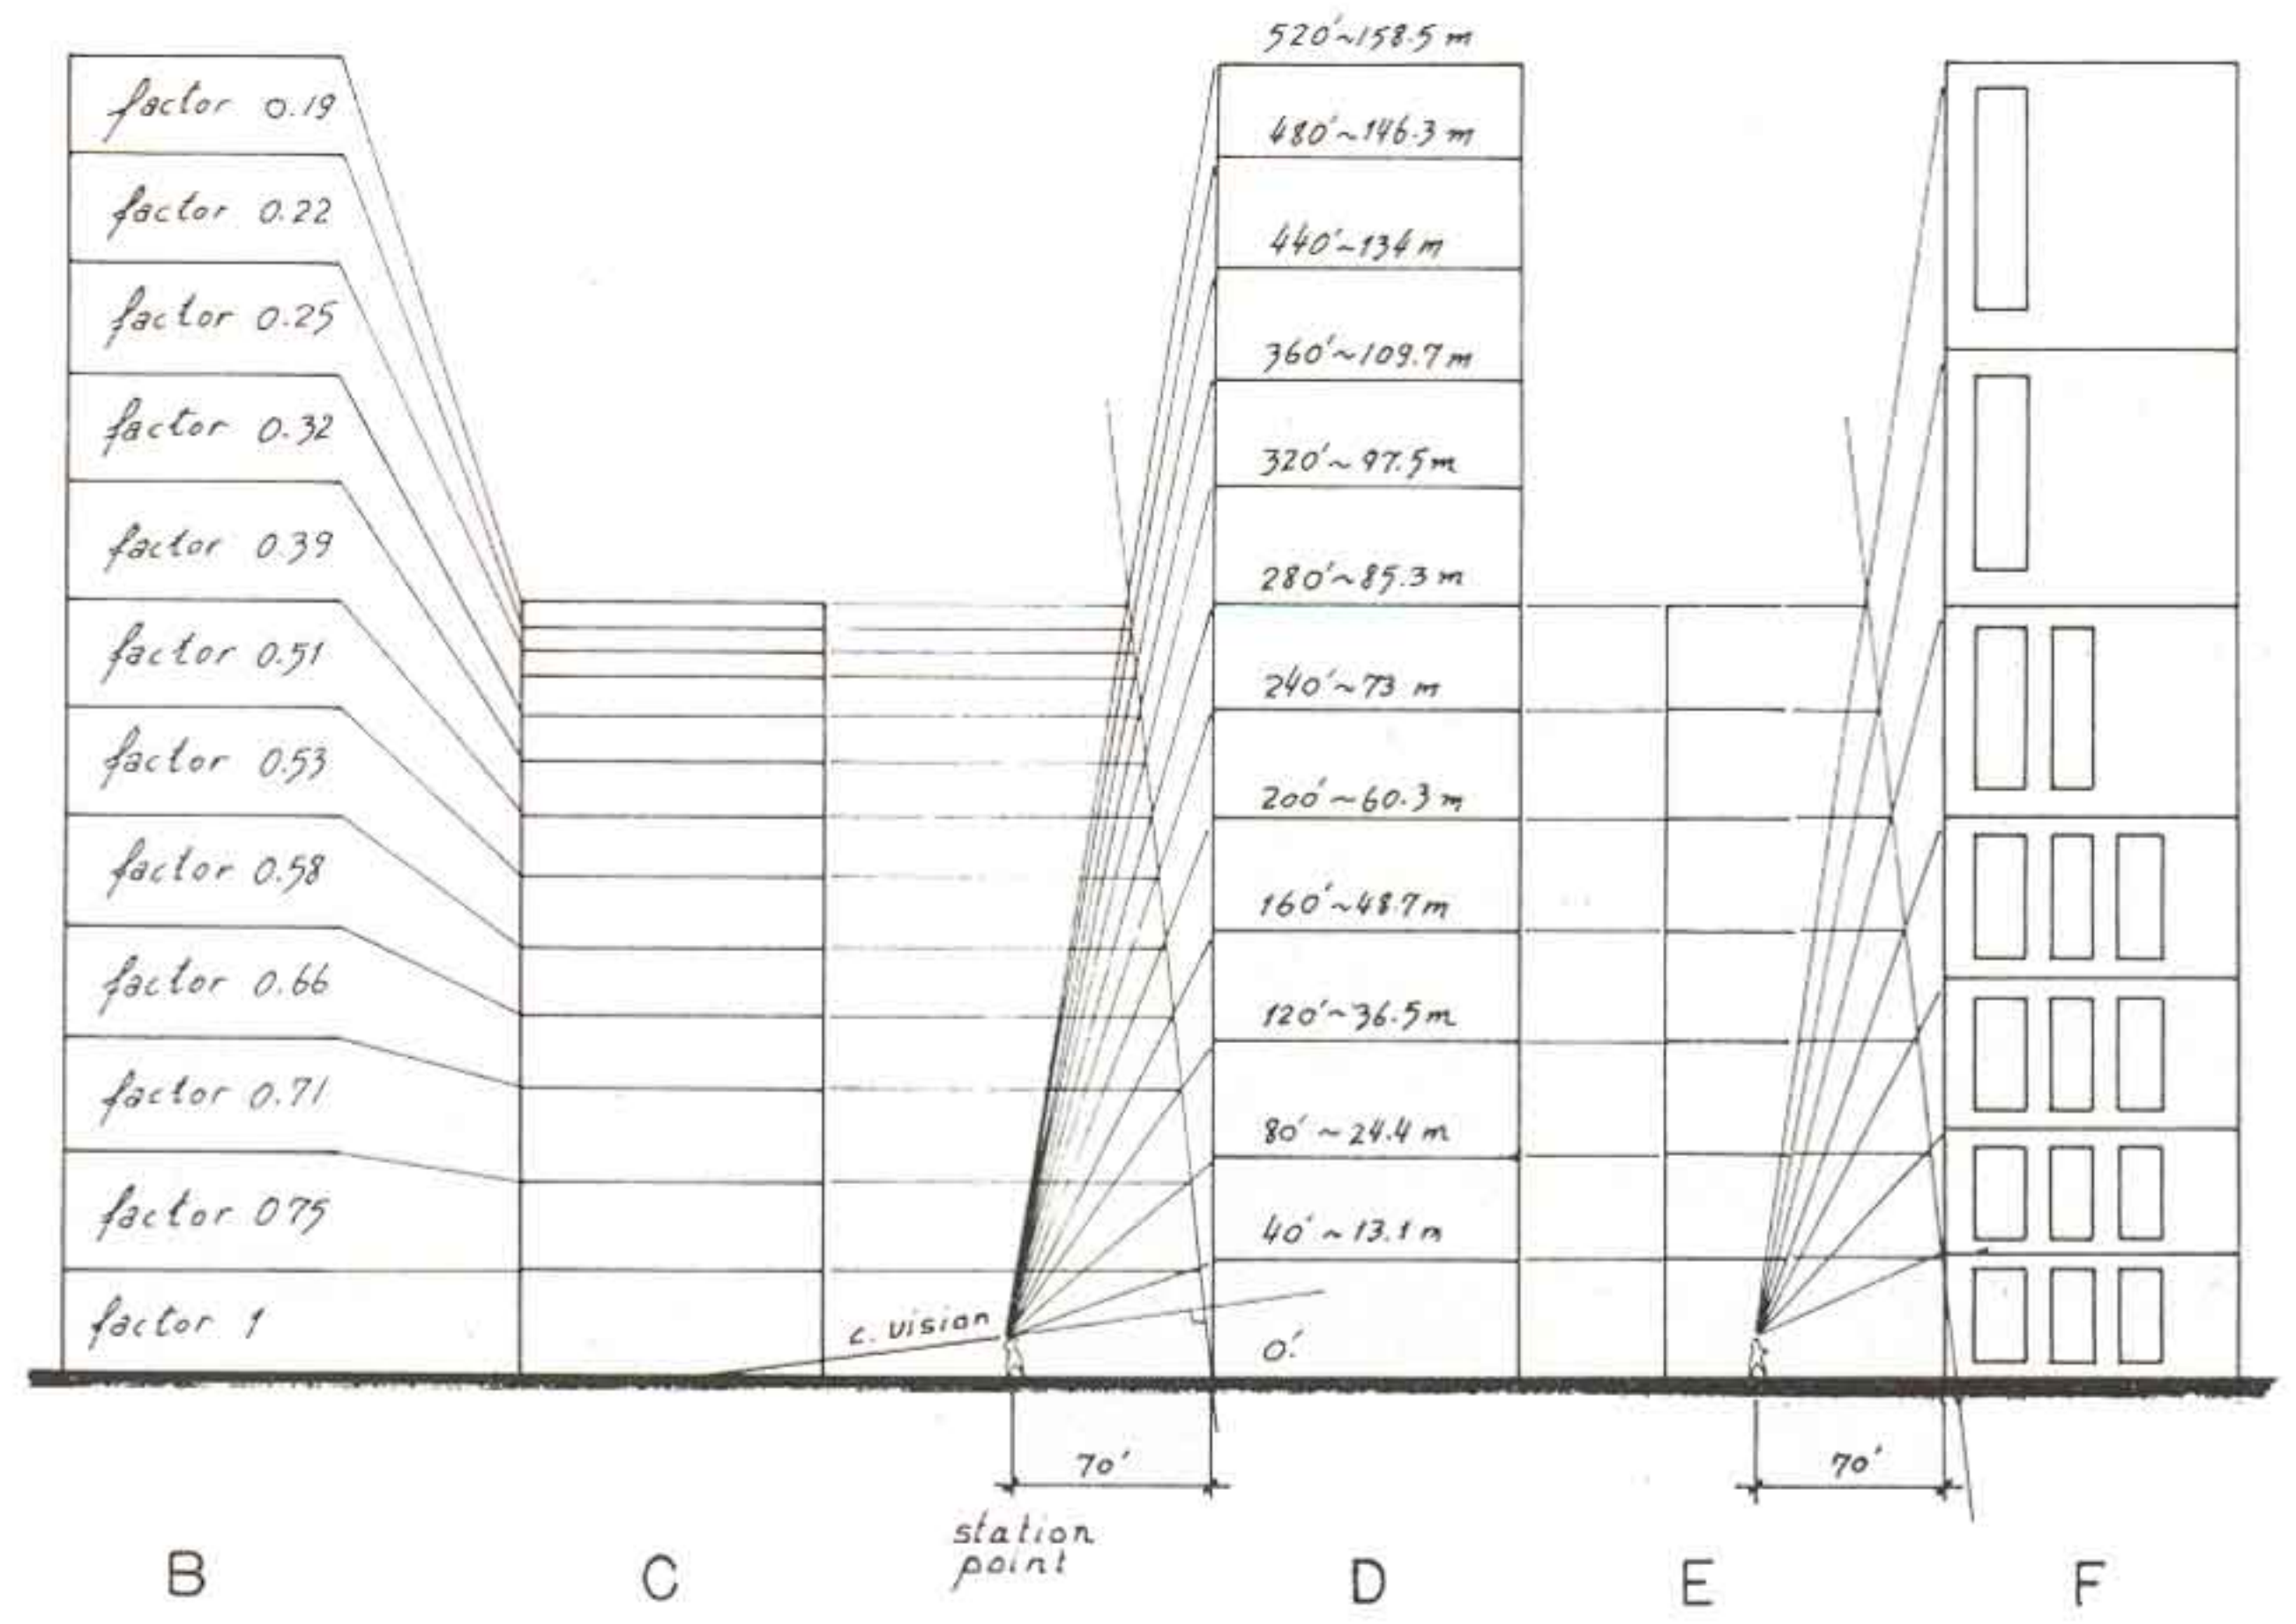 factor 0.19
factor 0.22
factor 0.25
factor 0.32
factor 0.39
factor 0.51
factor 0.53
factor 0.58
factor 0.66
factor 0.71
factor 075
factor 1
c. vision
520'~158.5 m
480'~146.3 m
440'~134 m
360'~109.7 m
320'~97.5 m
280'~85.3 m
240'~73 m
200'~60.3 m
160'~48.7 m
120'~36.5 m
80'~24.4 m
40'~13.1 m
0'.
70'
70'
station
point
B C D E F